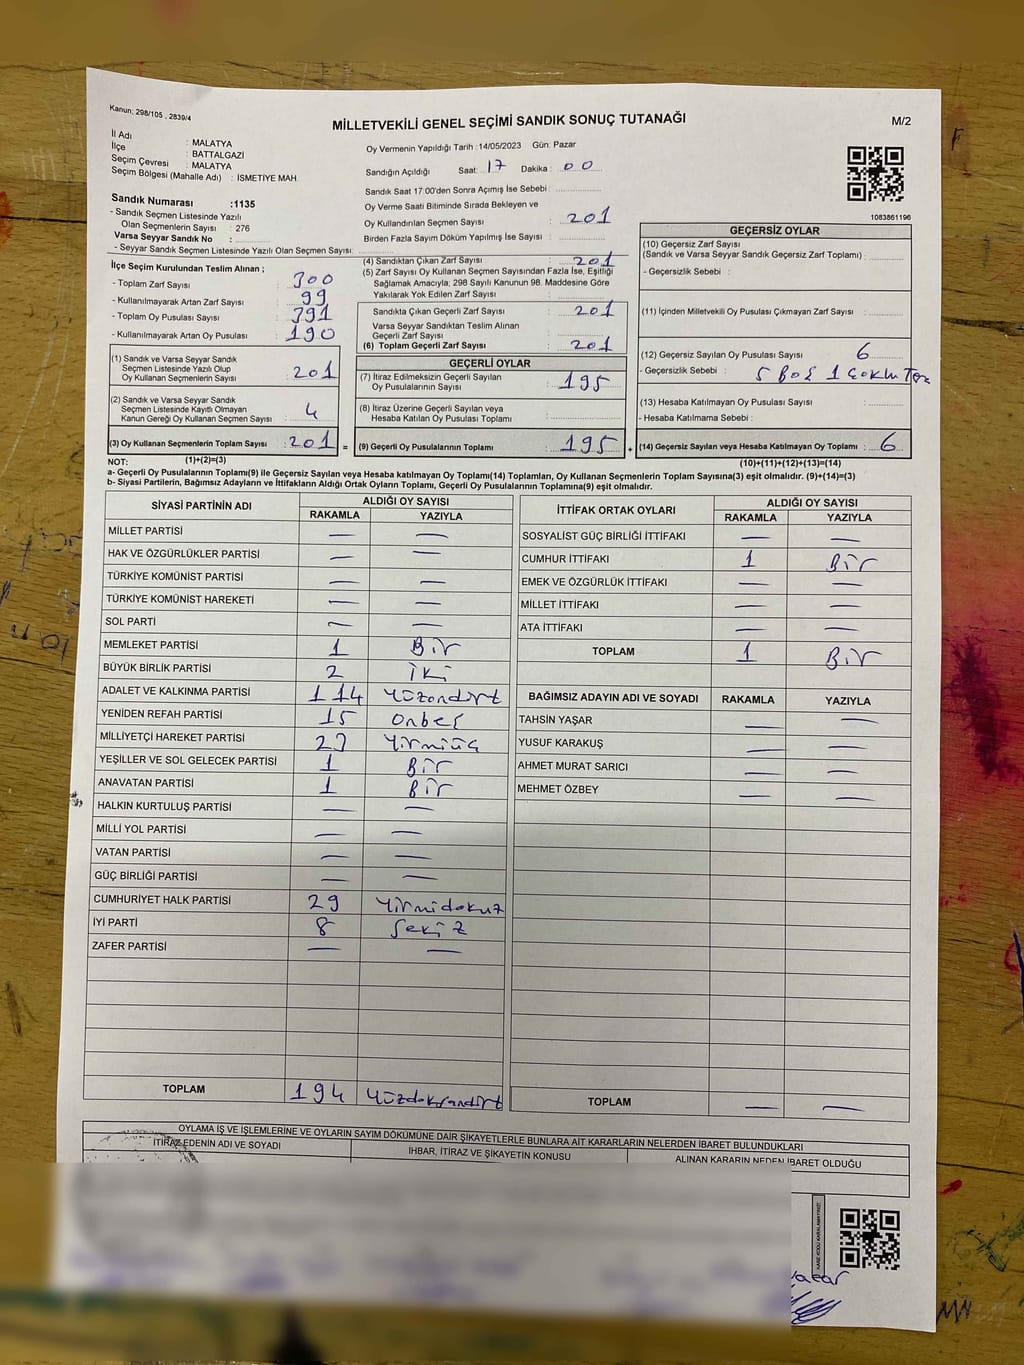 Kanun: 298/105 , 2839/4
MİLLETVEKİLİ GENEL SEÇİMİ SANDIK SONUÇ TUTANAĞI
M/2
İl Adı : MALATYA
İlçe : BATTALGAZİ
Seçim Çevresi : MALATYA
Seçim Bölgesi (Mahalle Adı) : İSMETİYE MAH.
Oy Vermenin Yapıldığı Tarih :14/05/2023 Gün: Pazar
Sandığın Açıldığı Saat: 17 Dakika : 00
Sandık Saat 17:00'den Sonra Açımış İse Sebebi :
Oy Verme Saati Bitiminde Sırada Bekleyen ve
Oy Kullandırılan Seçmen Sayısı : 201
Birden Fazla Sayım Döküm Yapılmış İse Sayısı :
1083861196
Sandık Numarası :1135
- Sandık Seçmen Listesinde Yazılı
Olan Seçmenlerin Sayısı : 276
Varsa Seyyar Sandık No :
- Seyyar Sandık Seçmen Listesinde Yazılı Olan Seçmen Sayısı:
İlçe Seçim Kurulundan Teslim Alınan ;
- Toplam Zarf Sayısı : 300
- Kullanılmayarak Artan Zarf Sayısı : 99
- Toplam Oy Pusulası Sayısı : 391
- Kullanılmayarak Artan Oy Pusulası : 190
(1) Sandık ve Varsa Seyyar Sandık
Seçmen Listesinde Yazılı Olup
Oy Kullanan Seçmenlerin Sayısı : 201
(2) Sandık ve Varsa Seyyar Sandık
Seçmen Listesinde Kayıtlı Olmayan
Kanun Gereği Oy Kullanan Seçmen Sayısı : 4
(3) Oy Kullanan Seçmenlerin Toplam Sayısı : 201 =
(1)+(2)=(3)
(4) Sandıktan Çıkan Zarf Sayısı : 201
(5) Zarf Sayısı Oy Kullanan Seçmen Sayısından Fazla İse, Eşitliği
Sağlamak Amacıyla; 298 Sayılı Kanunun 98. Maddesine Göre
Yakılarak Yok Edilen Zarf Sayısı :
Sandıkta Çıkan Geçerli Zarf Sayısı : 201
Varsa Seyyar Sandıktan Teslim Alınan
Geçerli Zarf Sayısı :
(6) Toplam Geçerli Zarf Sayısı : 201
GEÇERLİ OYLAR
(7) İtiraz Edilmeksizin Geçerli Sayılan
Oy Pusulalarının Sayısı : 195
(8) İtiraz Üzerine Geçerli Sayılan veya
Hesaba Katılan Oy Pusulası Toplamı :
(9) Geçerli Oy Pusulalarının Toplamı : 195 +
GEÇERSİZ OYLAR
(10) Geçersiz Zarf Sayısı
(Sandık ve Varsa Seyyar Sandık Geçersiz Zarf Toplamı) :
- Geçersizlik Sebebi :
(11) İçinden Milletvekili Oy Pusulası Çıkmayan Zarf Sayısı :
(12) Geçersiz Sayılan Oy Pusulası Sayısı : 6
- Geçersizlik Sebebi : 5 Boş 1
(13) Hesaba Katılmayan Oy Pusulası Sayısı :
- Hesaba Katılmama Sebebi :
(14) Geçersiz Sayılan veya Hesaba Katılmayan Oy Toplamı : 6
(10)+(11)+(12)+(13)=(14)
NOT:
a- Geçerli Oy Pusulalarının Toplamı(9) ile Geçersiz Sayılan veya Hesaba katılmayan Oy Toplamı(14) Toplamları, Oy Kullanan Seçmenlerin Toplam Sayısına(3) eşit olmalıdır. (9)+(14)=(3)
b- Siyasi Partilerin, Bağımsız Adayların ve İttifakların Aldığı Ortak Oyların Toplamı, Geçerli Oy Pusulalarının Toplamına(9) eşit olmalıdır.
SİYASİ PARTİNİN ADI ALDIĞI OY SAYISI
RAKAMLA YAZIYLA
MİLLET PARTİSİ — —
HAK VE ÖZGÜRLÜKLER PARTİSİ — —
TÜRKİYE KOMÜNİST PARTİSİ — —
TÜRKİYE KOMÜNİST HAREKETİ — —
SOL PARTİ — —
MEMLEKET PARTİSİ 1 Bir
BÜYÜK BİRLİK PARTİSİ 2 iki
ADALET VE KALKINMA PARTİSİ 114 Yüzondört
YENİDEN REFAH PARTİSİ 15 Onbeş
MİLLİYETÇİ HAREKET PARTİSİ 23 Yirmiüç
YEŞİLLER VE SOL GELECEK PARTİSİ 1 Bir
ANAVATAN PARTİSİ 1 Bir
HALKIN KURTULUŞ PARTİSİ — —
MİLLİ YOL PARTİSİ — —
VATAN PARTİSİ — —
GÜÇ BİRLİĞİ PARTİSİ — —
CUMHURİYET HALK PARTİSİ 29 Yirmidokuz
İYİ PARTİ 8 Sekiz
ZAFER PARTİSİ — —
TOPLAM 194 Yüzdoksandört
İTTİFAK ORTAK OYLARI ALDIĞI OY SAYISI
RAKAMLA YAZIYLA
SOSYALİST GÜÇ BİRLİĞİ İTTİFAKI — —
CUMHUR İTTİFAKI 1 Bir
EMEK VE ÖZGÜRLÜK İTTİFAKI — —
MİLLET İTTİFAKI — —
ATA İTTİFAKI — —
TOPLAM 1 Bir
BAĞIMSIZ ADAYIN ADI VE SOYADI RAKAMLA YAZIYLA
TAHSİN YAŞAR — —
YUSUF KARAKUŞ — —
AHMET MURAT SARICI — —
MEHMET ÖZBEY — —
TOPLAM — —
OYLAMA İŞ VE İŞLEMLERİNE VE OYLARIN SAYIM DÖKÜMÜNE DAİR ŞİKAYETLERLE BUNLARA AİT KARARLARIN NELERDEN İBARET BULUNDUKLARI
İTİRAZ EDENİN ADI VE SOYADI İHBAR, İTİRAZ VE ŞİKAYETİN KONUSU ALINAN KARARIN NEDEN İBARET OLDUĞU